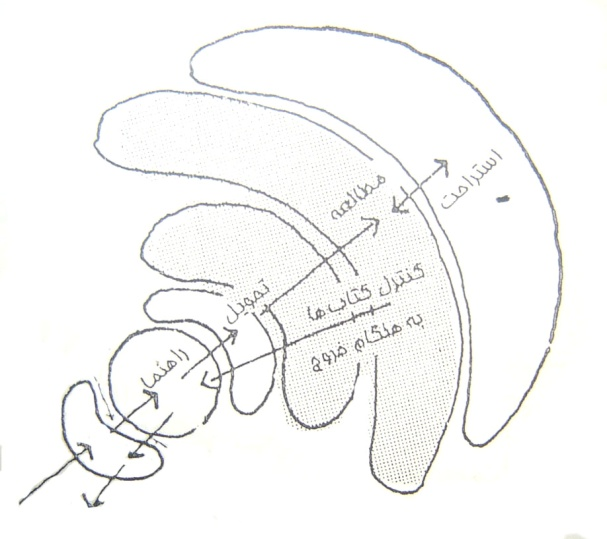 استراحت
مطالعه
کنترل کتاب ها
به هنگام خروج
تحویل
راهنما